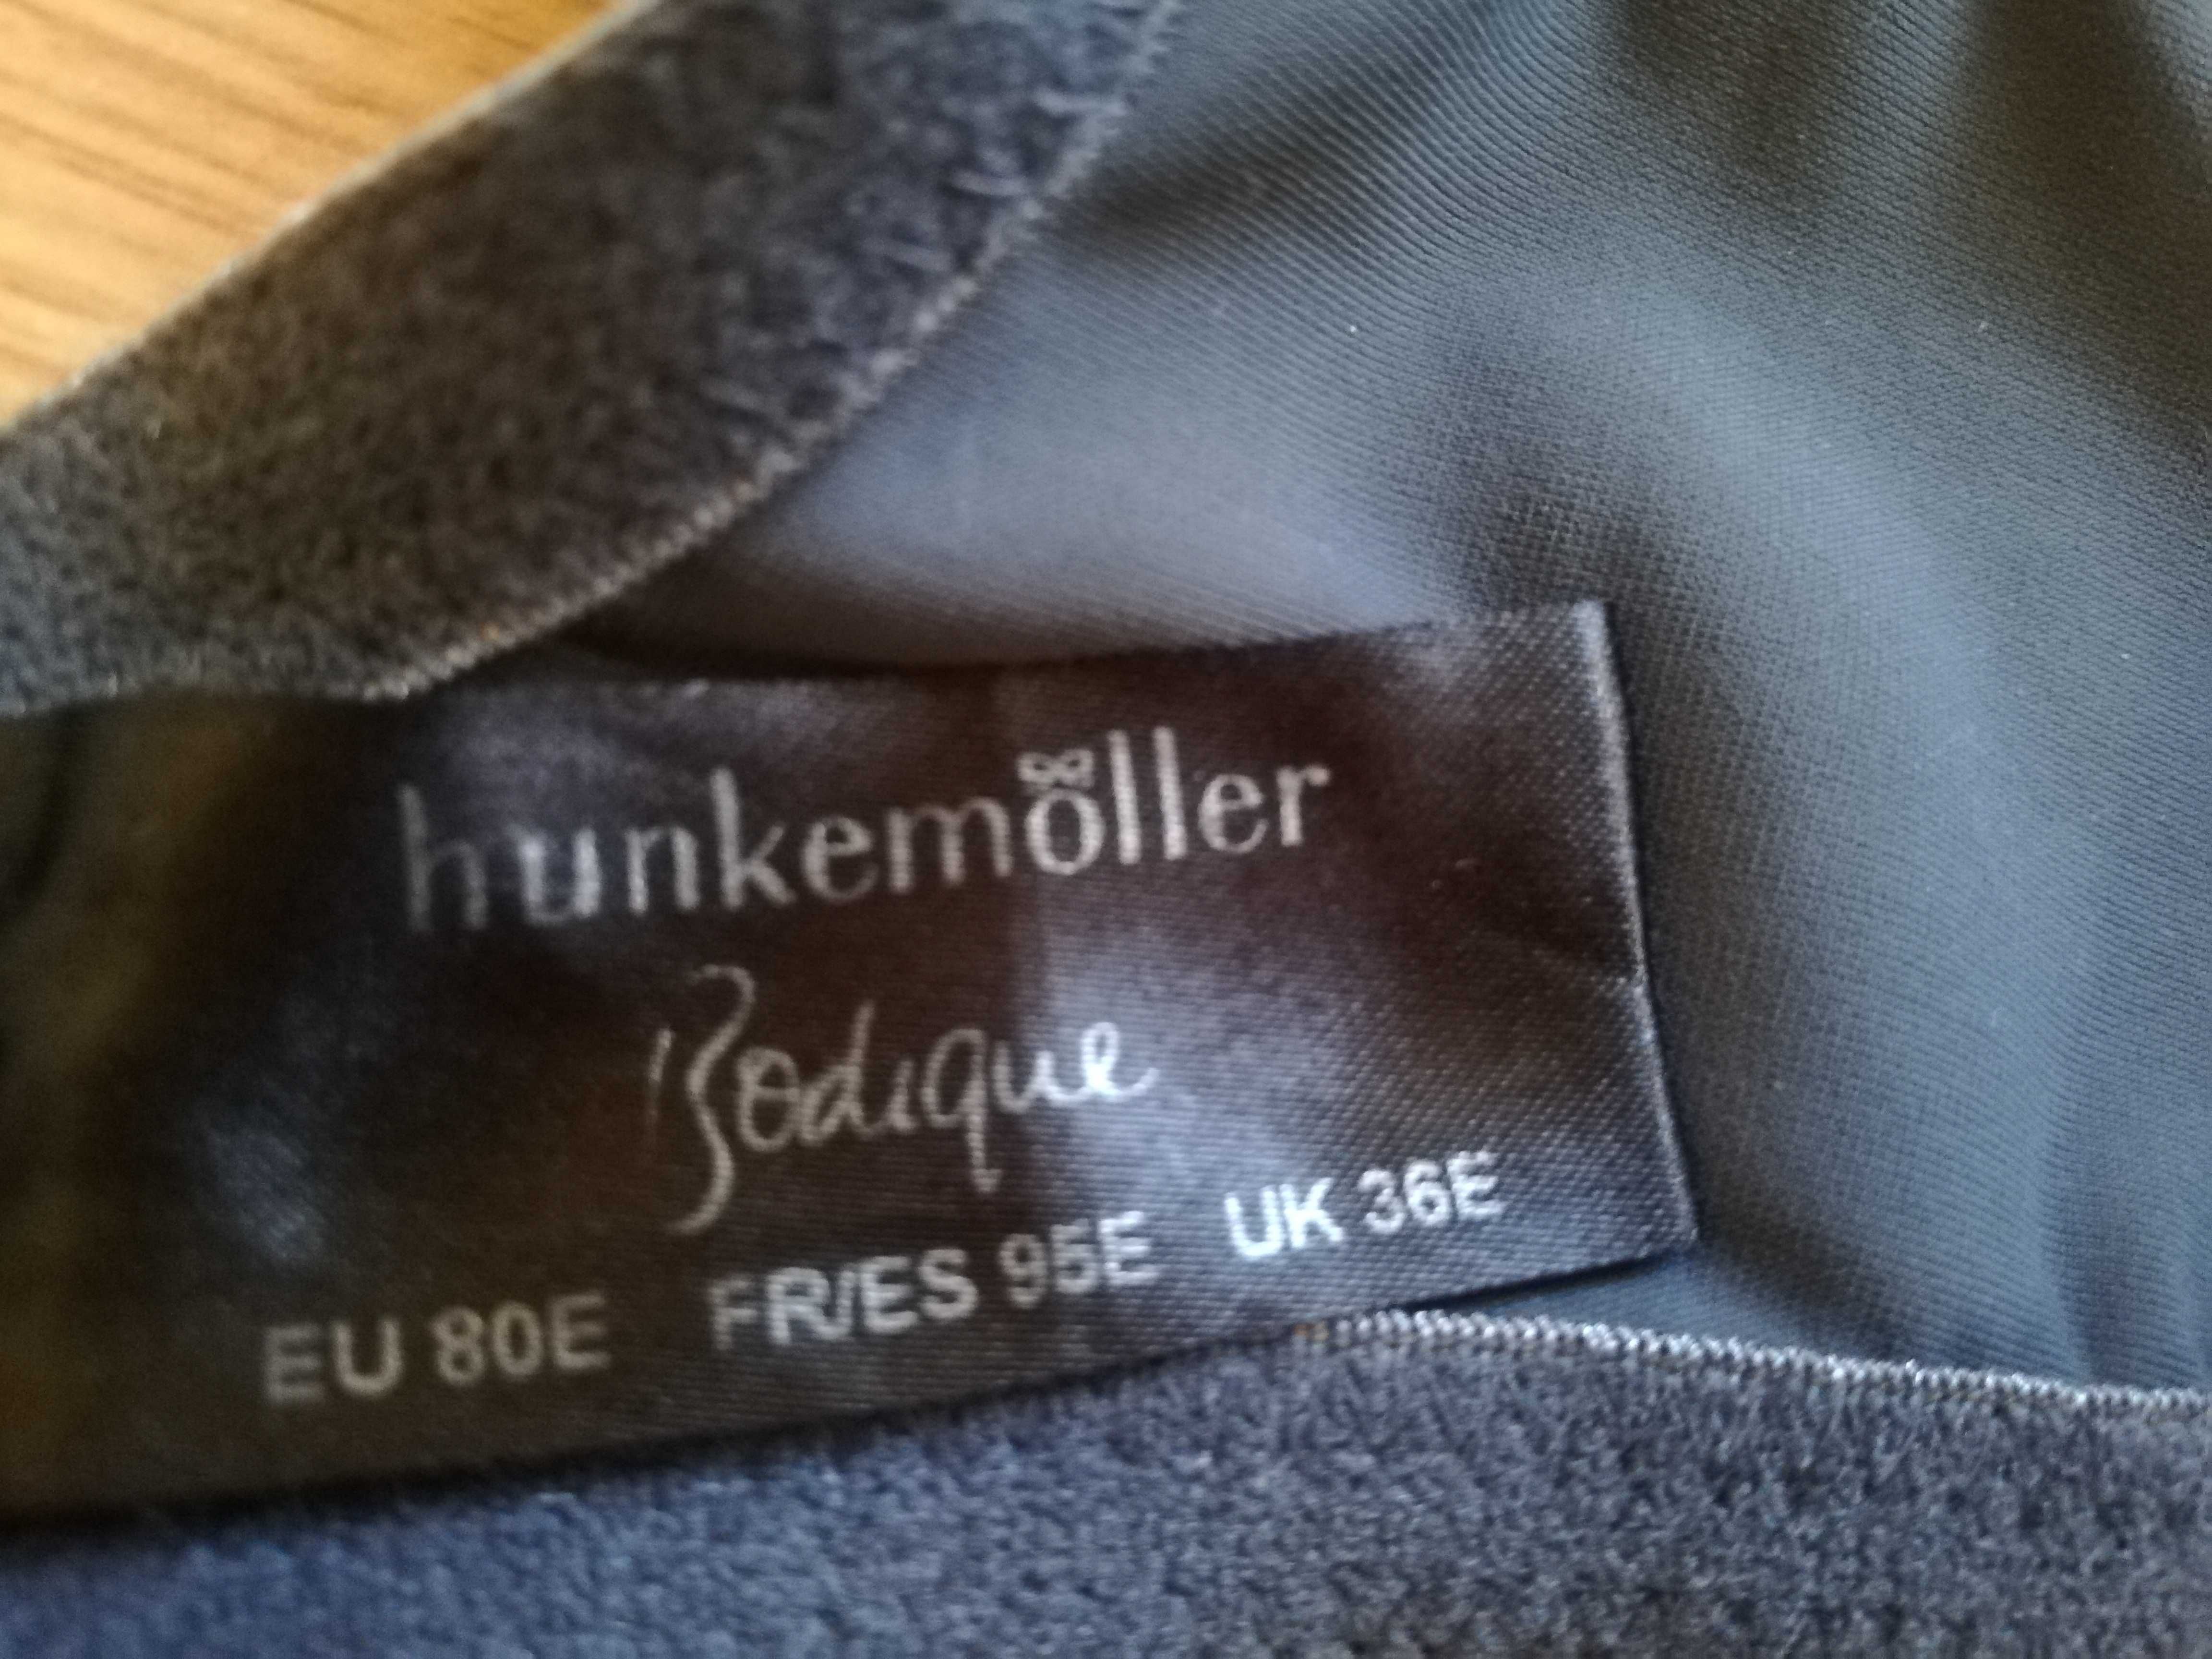 hunkemöller
Bodique
EU 80E FR/ES 95E UK 36E